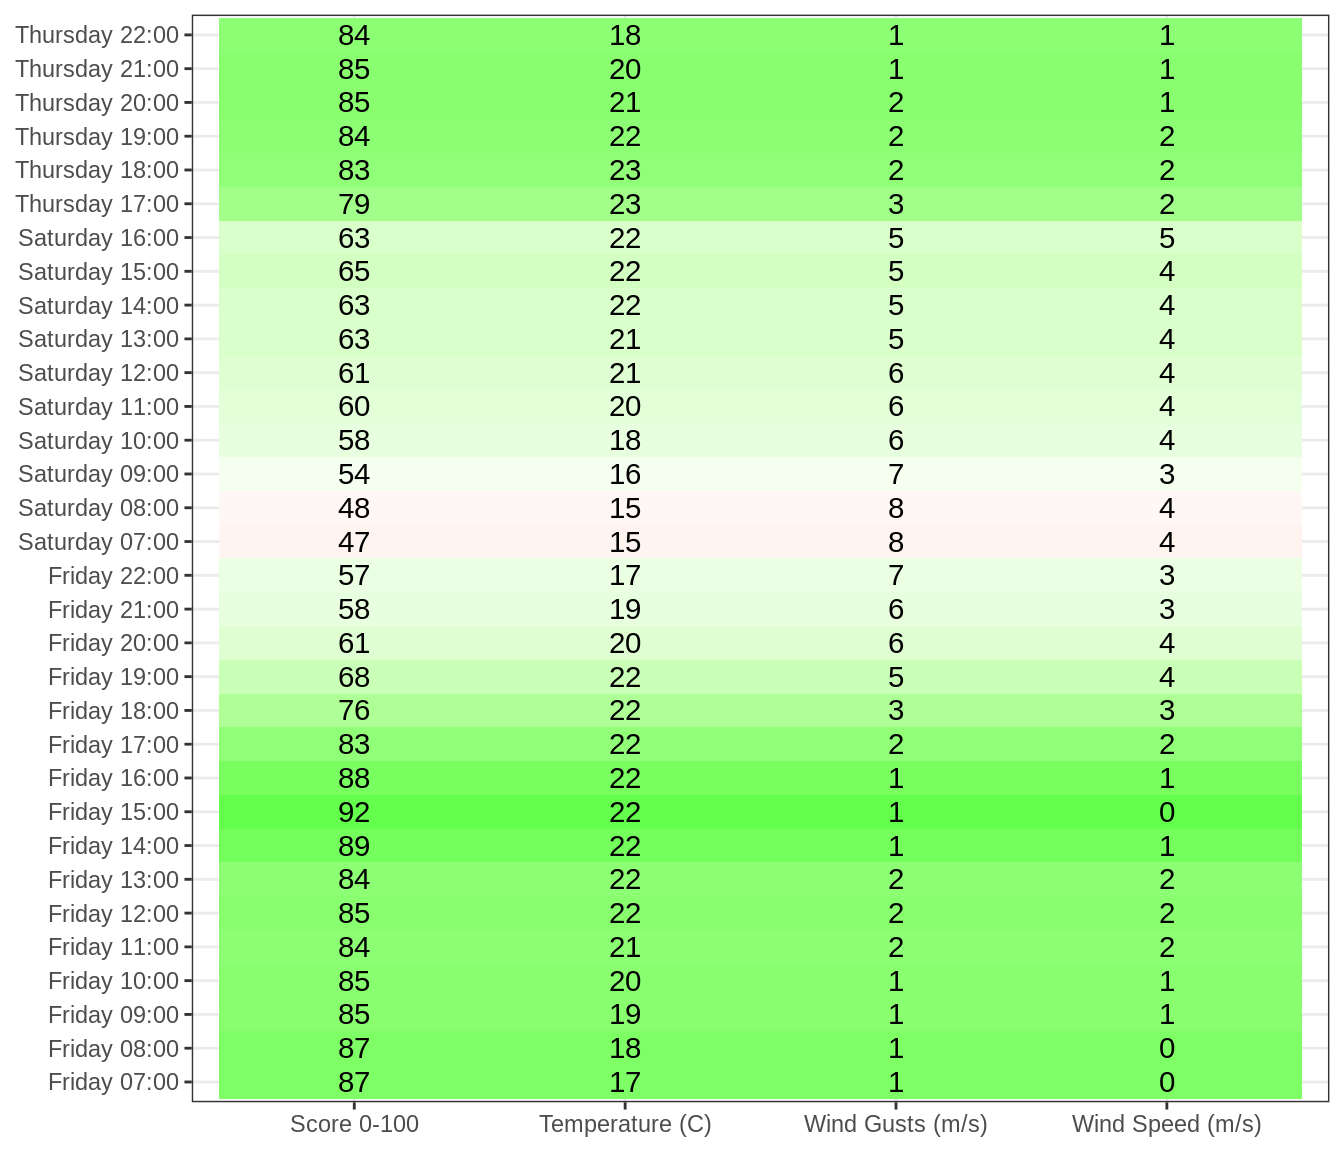 Thursday 22:00 84 18 1 1
Thursday 21:00 85 20 1 1
Thursday 20:00 85 21 2 1
Thursday 19:00 84 22 2 2
Thursday 18:00 83 23 2 2
Thursday 17:00 79 23 3 2
Saturday 16:00 63 22 5 5
Saturday 15:00 65 22 5 4
Saturday 14:00 63 22 5 4
Saturday 13:00 63 21 5 4
Saturday 12:00 61 21 6 4
Saturday 11:00 60 20 6 4
Saturday 10:00 58 18 6 4
Saturday 09:00 54 16 7 3
Saturday 08:00 48 15 8 4
Saturday 07:00 47 15 8 4
Friday 22:00 57 17 7 3
Friday 21:00 58 19 6 3
Friday 20:00 61 20 6 4
Friday 19:00 68 22 5 4
Friday 18:00 76 22 3 3
Friday 17:00 83 22 2 2
Friday 16:00 88 22 1 1
Friday 15:00 92 22 1 0
Friday 14:00 89 22 1 1
Friday 13:00 84 22 2 2
Friday 12:00 85 22 2 2
Friday 11:00 84 21 2 2
Friday 10:00 85 20 1 1
Friday 09:00 85 19 1 1
Friday 08:00 87 18 1 0
Friday 07:00 87 17 1 0
Score 0-100 Temperature (C) Wind Gusts (m/s) Wind Speed (m/s)